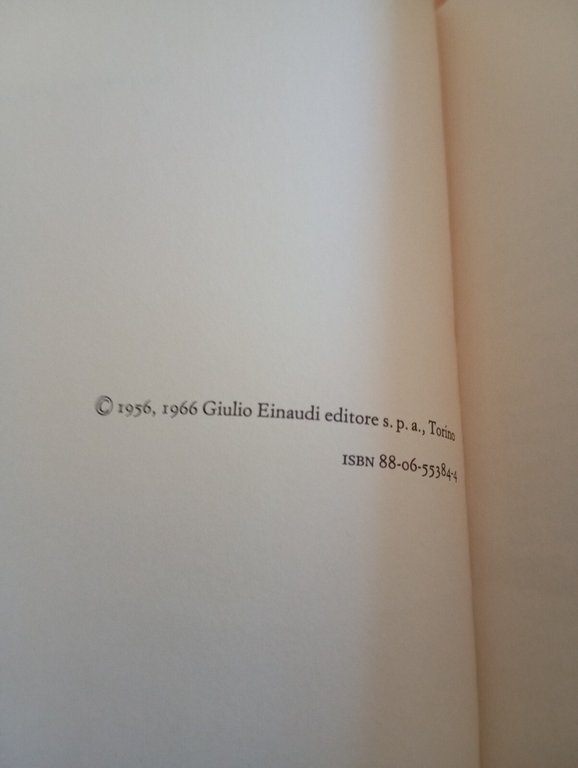 © 1956, 1966 Giulio Einaudi editore s. p. a., Torino
ISBN 88-06-55384-4